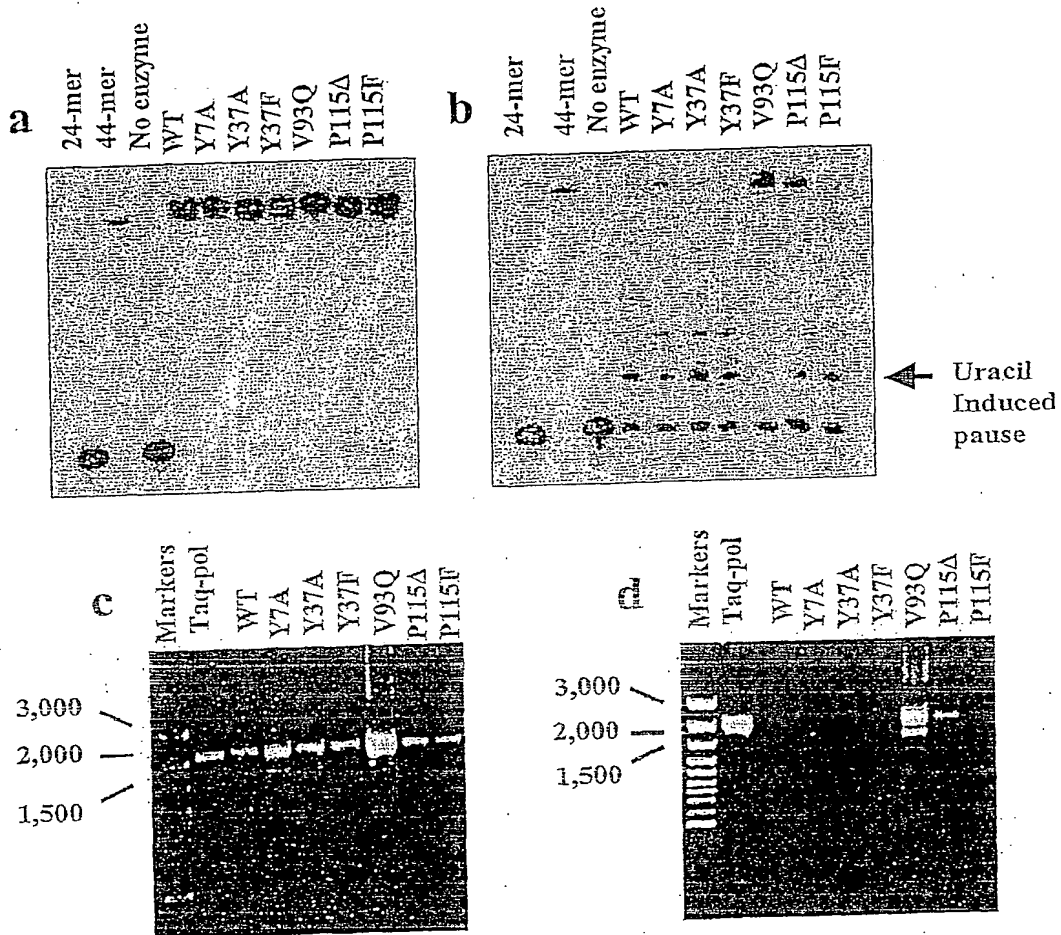 a
24-mer
44-mer
No enzyme
WT
Y7A
Y37A
Y37F
V93Q
P115Δ
P115F
b
24-mer
44-mer
No enzyme
WT
Y7A
Y37A
Y37F
V93Q
P115Δ
P115F
Uracil
Induced
pause
c
Markers
Taq-pol
WT
Y7A
Y37A
Y37F
V93Q
P115Δ
P115F
3,000
2,000
1,500
Markers
Taq-pol
WT
Y7A
Y37A
Y37F
V93Q
P115Δ
P115F
3,000
2,000
1,500